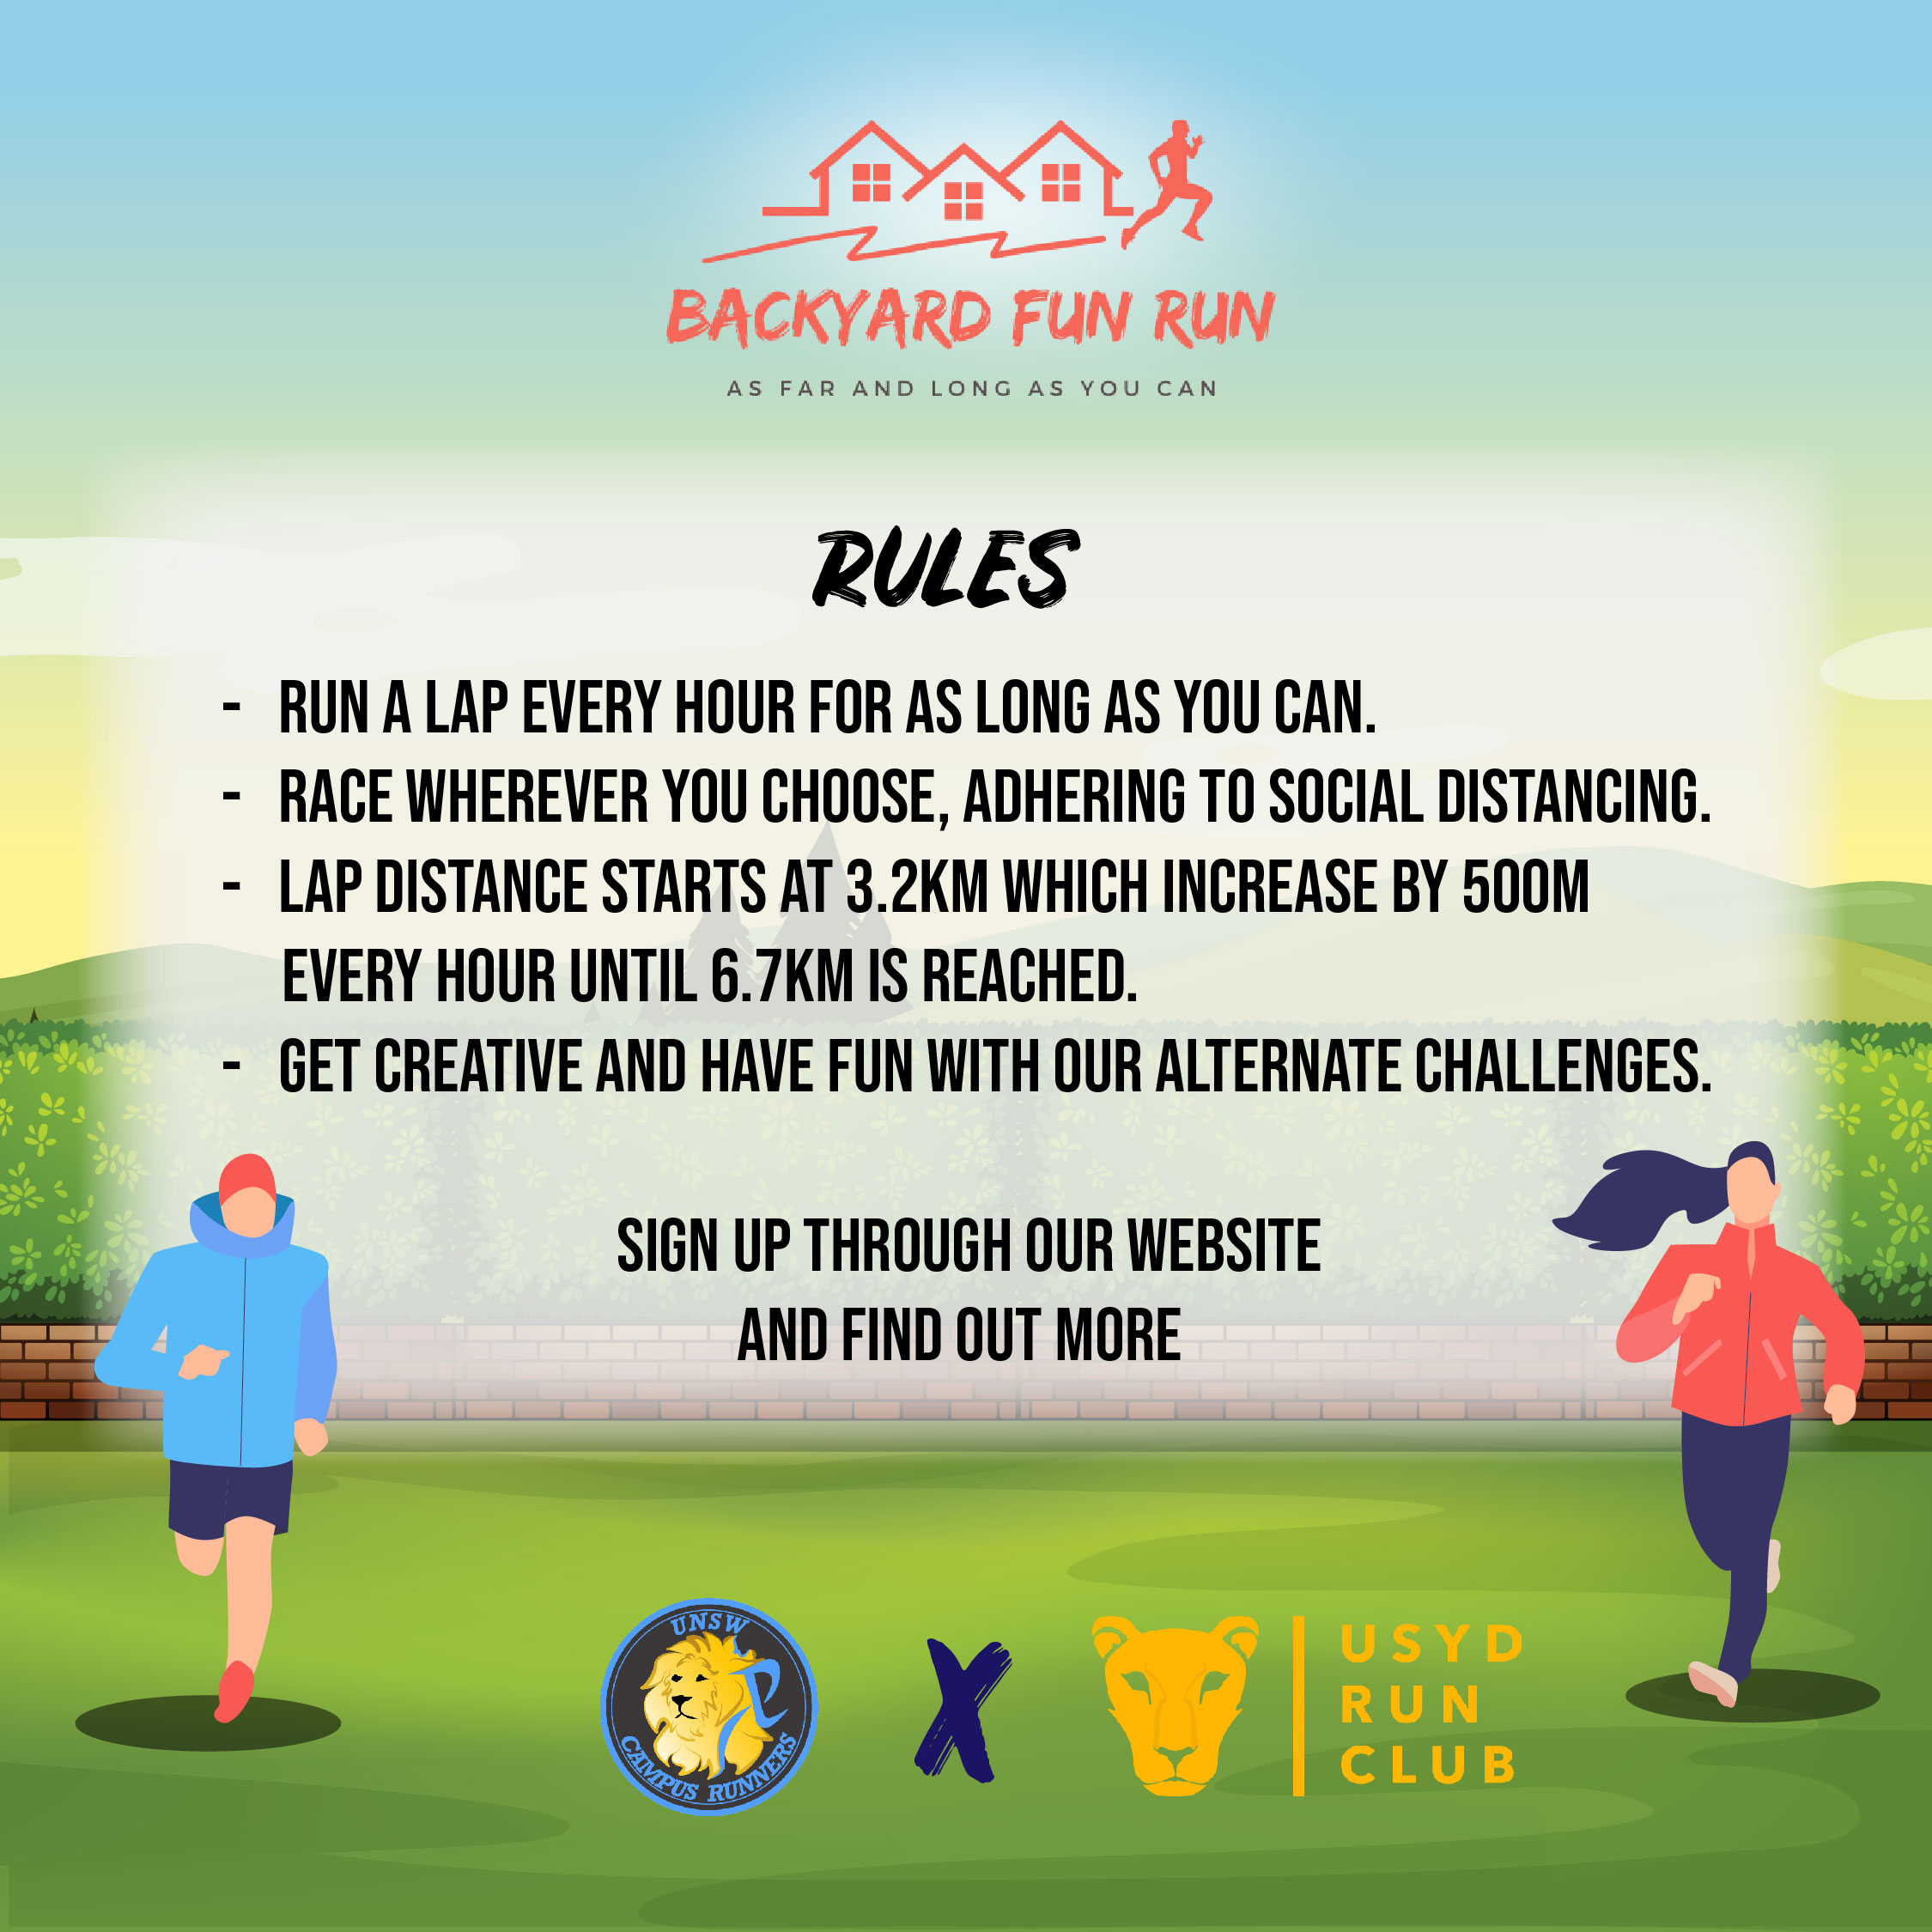 BACKYARD FUN RUN
AS FAR AND LONG AS YOU CAN
RULES
- RUN A LAP EVERY HOUR FOR AS LONG AS YOU CAN.
- RACE WHEREVER YOU CHOOSE, ADHERING TO SOCIAL DISTANCING.
- LAP DISTANCE STARTS AT 3.2KM WHICH INCREASE BY 500M
EVERY HOUR UNTIL 6.7KM IS REACHED.
- GET CREATIVE AND HAVE FUN WITH OUR ALTERNATE CHALLENGES.
SIGN UP THROUGH OUR WEBSITE
AND FIND OUT MORE
UNSW
CAMPUS RUNNERS
X
USYD
RUN
CLUB